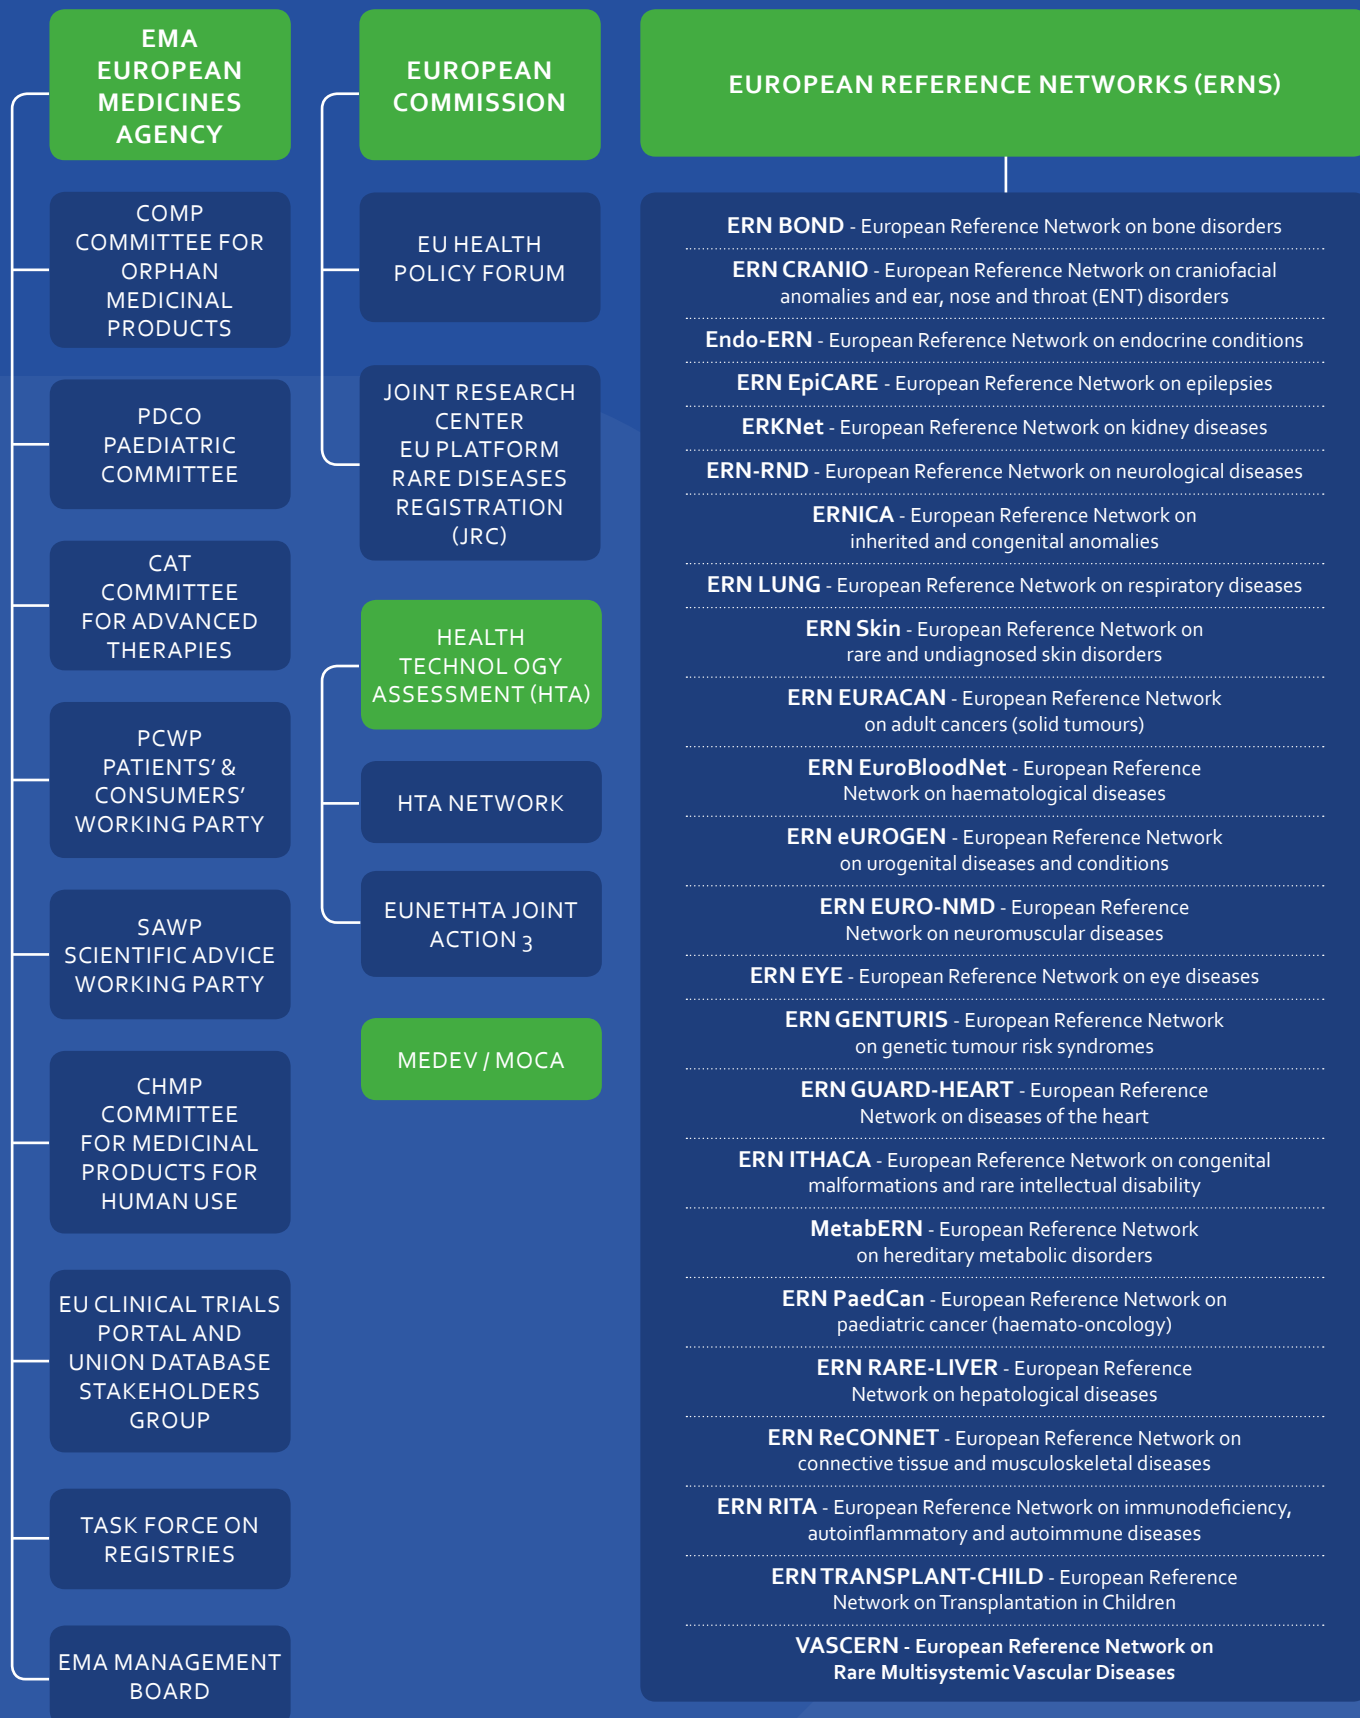 EMA
EUROPEAN
MEDICINES
AGENCY
COMP
COMMITTEE FOR
ORPHAN
MEDICINAL
PRODUCTS
PDCO
PAEDIATRIC
COMMITTEE
CAT
COMMITTEE
FOR ADVANCED
THERAPIES
PCWP
PATIENTS‘ &
CONSUMERS‘
WORKING PARTY
SAWP
SCIENTIFIC ADVICE
WORKING PARTY
CHMP
COMMITTEE
FOR MEDICINAL
PRODUCTS FOR
HUMAN USE
EU CLINICAL TRIALS
PORTAL AND
UNION DATABASE
STAKEHOLDERS
GROUP
TASK FORCE ON
REGISTRIES
EMA MANAGEMENT
BOARD
EUROPEAN
COMMISSION
EU HEALTH
POLICY FORUM
JOINT RESEARCH
CENTER
EU PLATFORM
RARE DISEASES
REGISTRATION
(JRC)
HEALTH
TECHNOL OGY
ASSESSMENT (HTA)
HTA NETWORK
EUNETHTA JOINT
ACTION 3
MEDEV / MOCA
EUROPEAN REFERENCE NETWORKS (ERNS)
ERN BOND - European Reference Network on bone disorders
ERN CRANIO - European Reference Network on craniofacial
anomalies and ear, nose and throat (ENT) disorders
Endo-ERN - European Reference Network on endocrine conditions
ERN EpiCARE - European Reference Network on epilepsies
ERKNet - European Reference Network on kidney diseases
ERN-RND - European Reference Network on neurological diseases
ERNICA - European Reference Network on
inherited and congenital anomalies
ERN LUNG - European Reference Network on respiratory diseases
ERN Skin - European Reference Network on
rare and undiagnosed skin disorders
ERN EURACAN - European Reference Network
on adult cancers (solid tumours)
ERN EuroBloodNet - European Reference
Network on haematological diseases
ERN eUROGEN - European Reference Network
on urogenital diseases and conditions
ERN EURO-NMD - European Reference
Network on neuromuscular diseases
ERN EYE - European Reference Network on eye diseases
ERN GENTURIS - European Reference Network
on genetic tumour risk syndromes
ERN GUARD-HEART - European Reference
Network on diseases of the heart
ERN ITHACA - European Reference Network on congenital
malformations and rare intellectual disability
MetabERN - European Reference Network
on hereditary metabolic disorders
ERN PaedCan - European Reference Network on
paediatric cancer (haemato-oncology)
ERN RARE-LIVER - European Reference
Network on hepatological diseases
ERN ReCONNET - European Reference Network on
connective tissue and musculoskeletal diseases
ERN RITA - European Reference Network on immunodeficiency,
autoinflammatory and autoimmune diseases
ERN TRANSPLANT-CHILD - European Reference
Network on Transplantation in Children
VASCERN - European Reference Network on
Rare Multisystemic Vascular Diseases